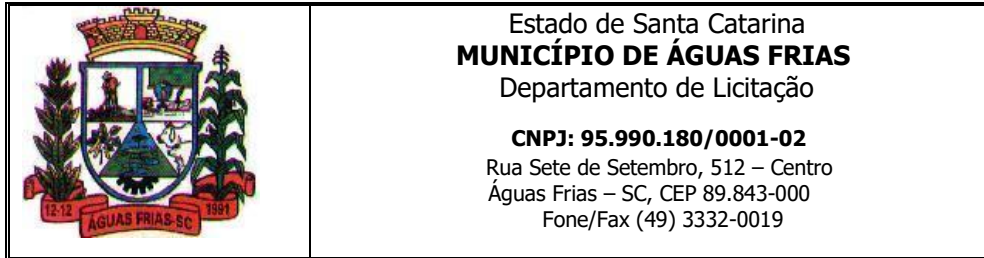 12-12
ÁGUAS FRIAS-SC
1991
Estado de Santa Catarina
MUNICÍPIO DE ÁGUAS FRIAS
Departamento de Licitação
CNPJ: 95.990.180/0001-02
Rua Sete de Setembro, 512 – Centro
Águas Frias – SC, CEP 89.843-000
Fone/Fax (49) 3332-0019